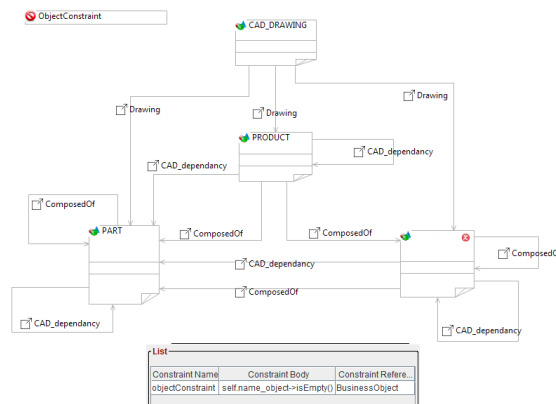 ObjectConstraint
CAD_DRAWING
Drawing
Drawing
Drawing
PRODUCT
CAD_dependancy
CAD_dependancy
ComposedOf
PART
ComposedOf
ComposedOf
ComposedO
CAD_dependancy
ComposedOf
CAD_dependancy
CAD_dependancy
List
Constraint Name Constraint Body Constraint Refere...
objectConstraint self.name_object->isEmpty() BusinessObject